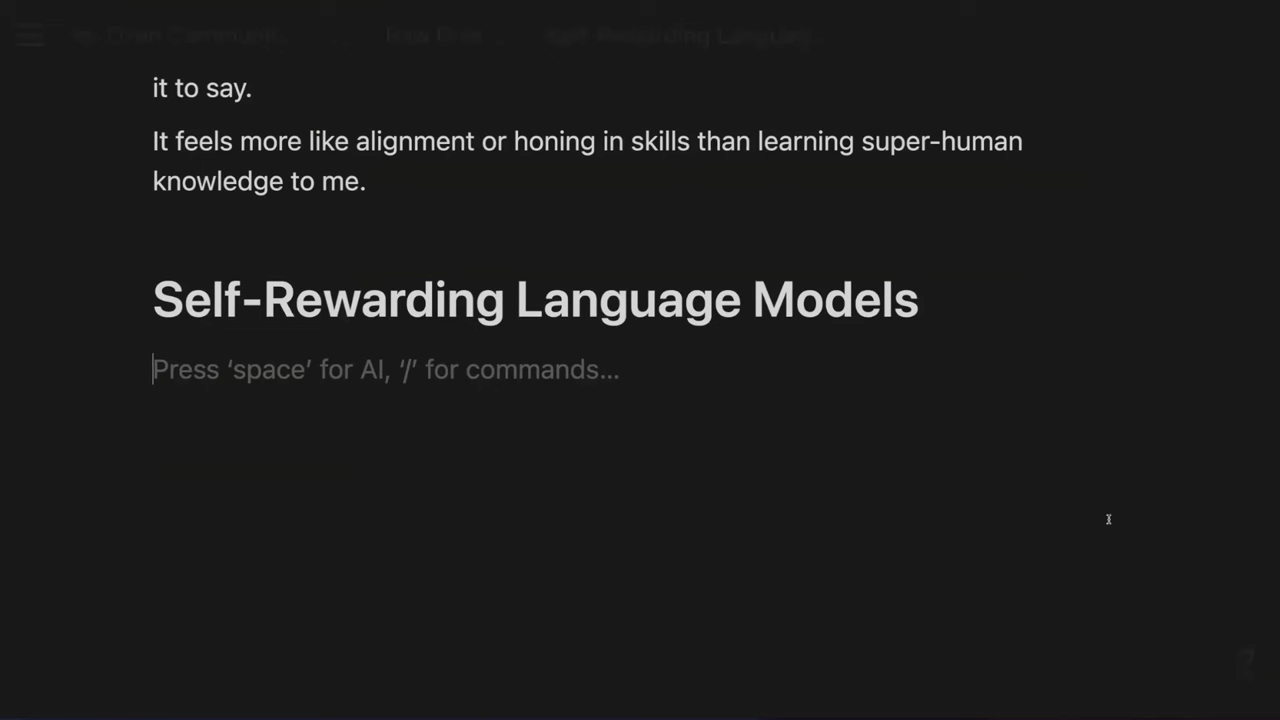 it to say.
It feels more like alignment or honing in skills than learning super-human
knowledge to me.
Self-Rewarding Language Models
Press ‘space’ for AI, ‘/’ for commands…